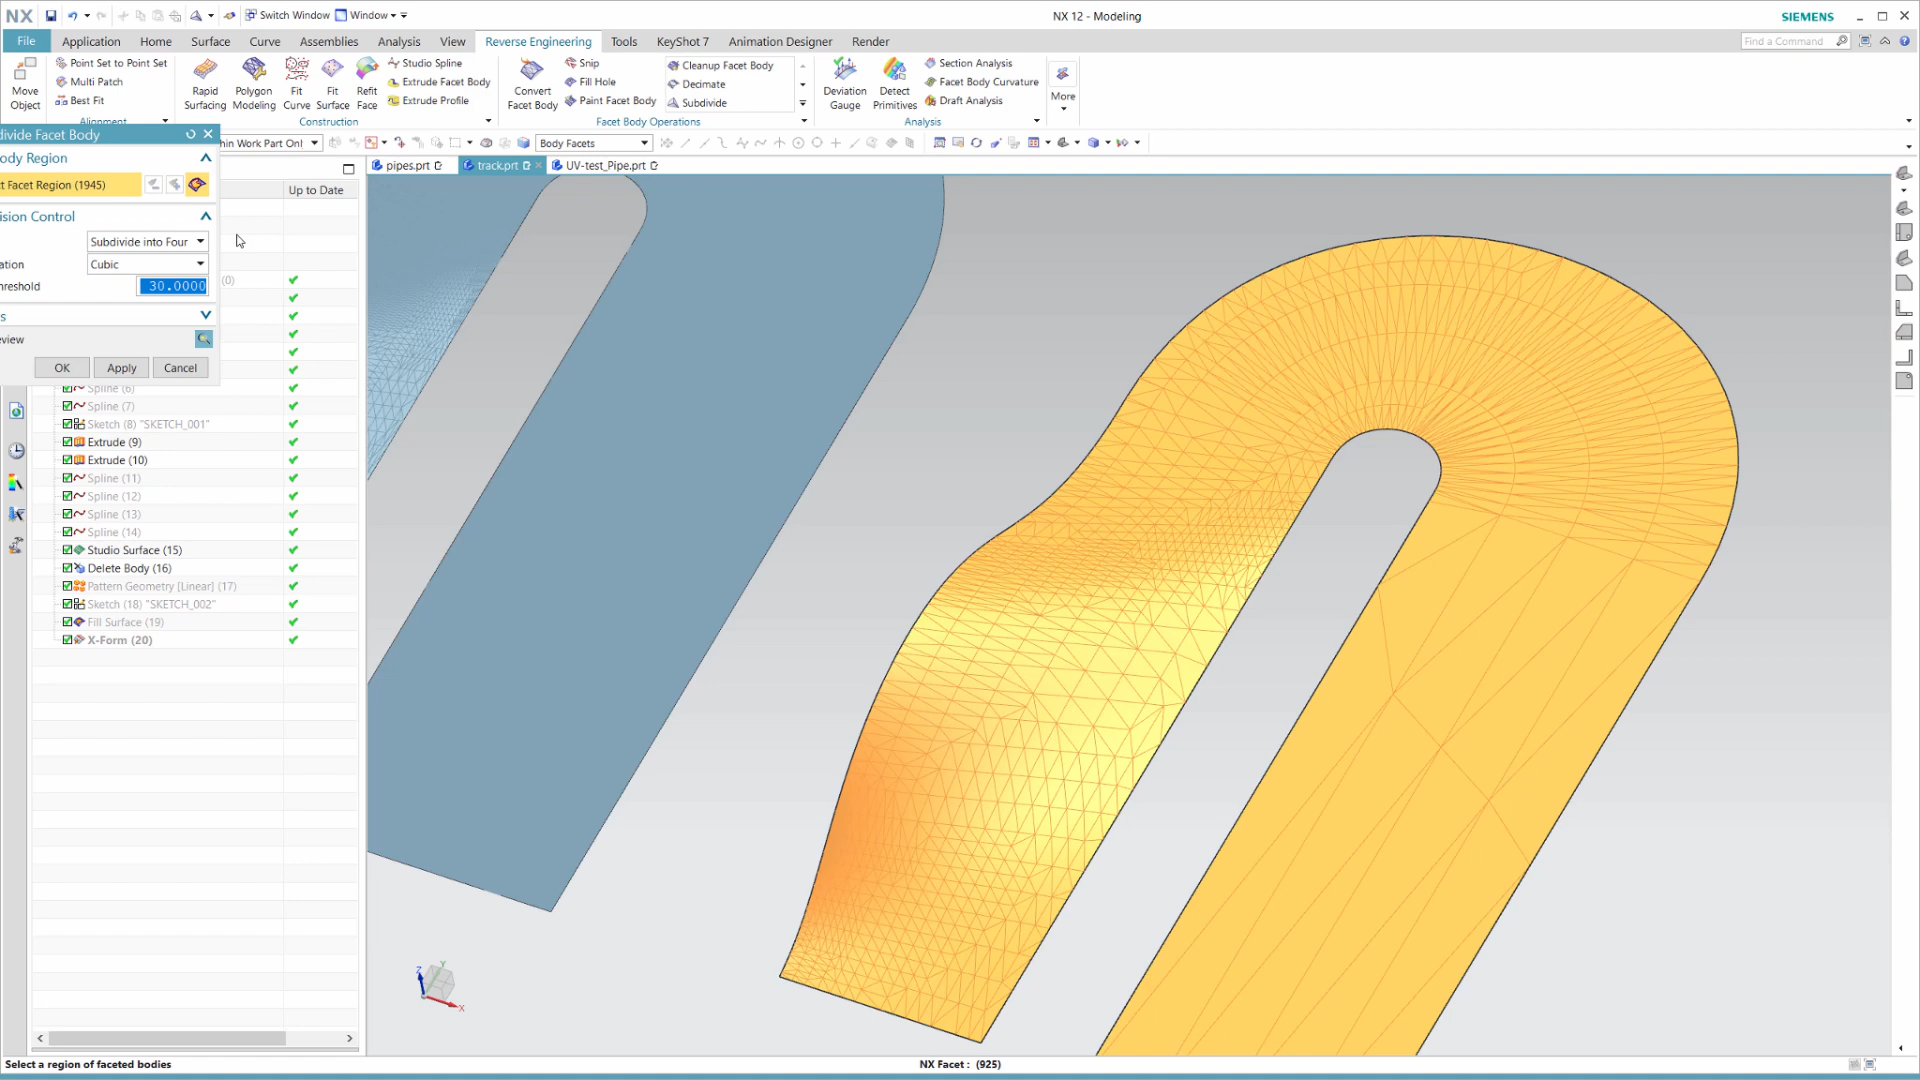 NX
Switch Window
Window
NX 12 - Modeling
SIEMENS
File
Application
Home
Surface
Curve
Assemblies
Analysis
View
Reverse Engineering
Tools
KeyShot 7
Animation Designer
Render
Find a Command
Move Object
Point Set to Point Set
Multi Patch
Best Fit
Alignment
Rapid Surfacing
Polygon Modeling
Fit Curve
Fit Surface
Refit Face
Studio Spline
Extrude Facet Body
Extrude Profile
Construction
Convert Facet Body
Snip
Fill Hole
Paint Facet Body
Cleanup Facet Body
Decimate
Subdivide
Facet Body Operations
Deviation Gauge
Detect Primitives
Section Analysis
Facet Body Curvature
Draft Analysis
Analysis
More
divide Facet Body
hin Work Part Onl
Body Facets
ody Region
t Facet Region (1945)
ision Control
Subdivide into Four
ation
Cubic
hreshold
30.0000
s
view
OK
Apply
Cancel
pipes.prt
track.prt
UV-test_Pipe.prt
Up to Date
(0)
Spline (6)
Spline (7)
Sketch (8) "SKETCH_001"
Extrude (9)
Extrude (10)
Spline (11)
Spline (12)
Spline (13)
Spline (14)
Studio Surface (15)
Delete Body (16)
Pattern Geometry [Linear] (17)
Sketch (18) "SKETCH_002"
Fill Surface (19)
X-Form (20)
Z
Y
X
Select a region of faceted bodies
NX Facet : (925)